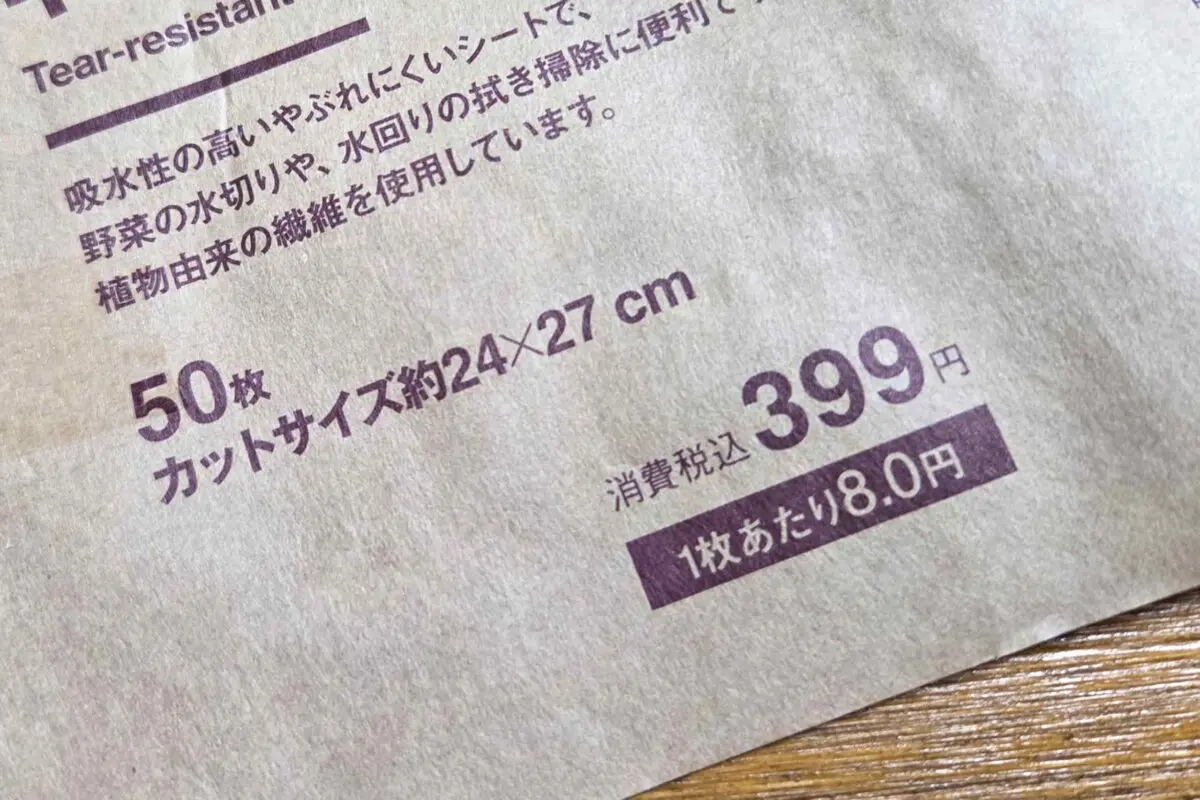 Tear-resistant
吸水性の高いやぶれにくいシートで、
野菜の水切りや、水回りの拭き掃除に便利で
植物由来の繊維を使用しています。
50枚
カットサイズ約24×27 cm
消費税込 399円
1枚あたり8.0円